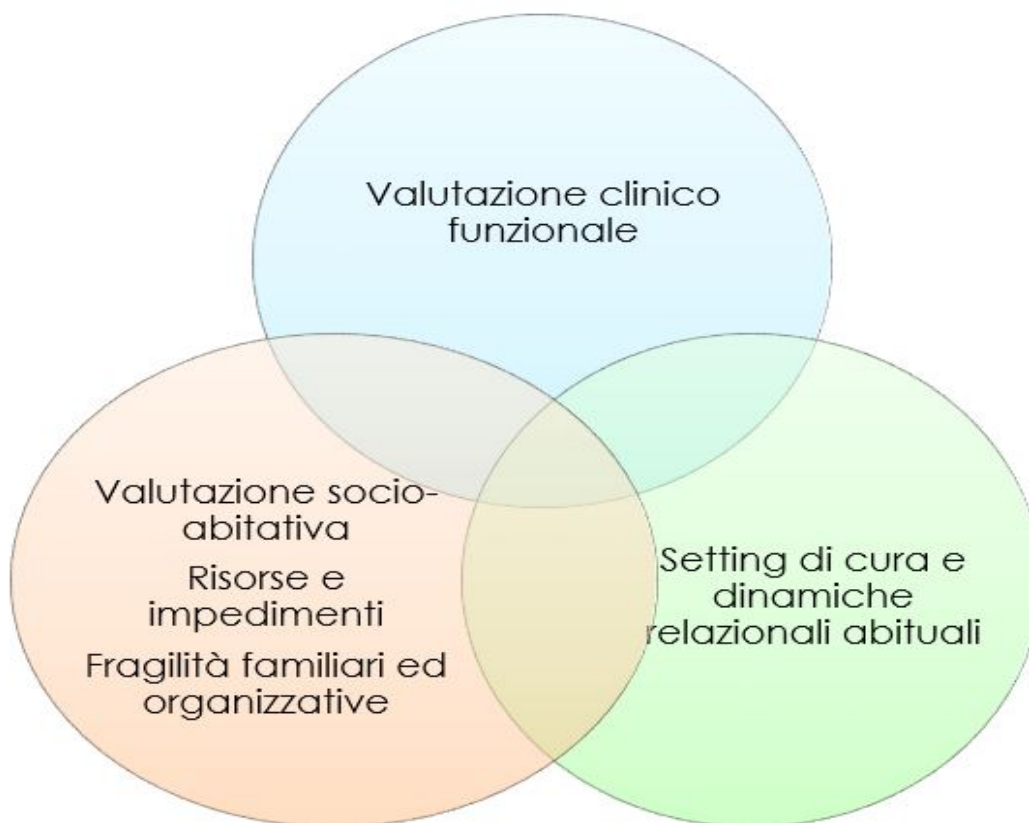 Valutazione clinico
funzionale
Valutazione socio-
abitativa
Risorse e
impedimenti
Fragilità familiari ed
organizzative
Setting di cura e
dinamiche
relazionali abituali